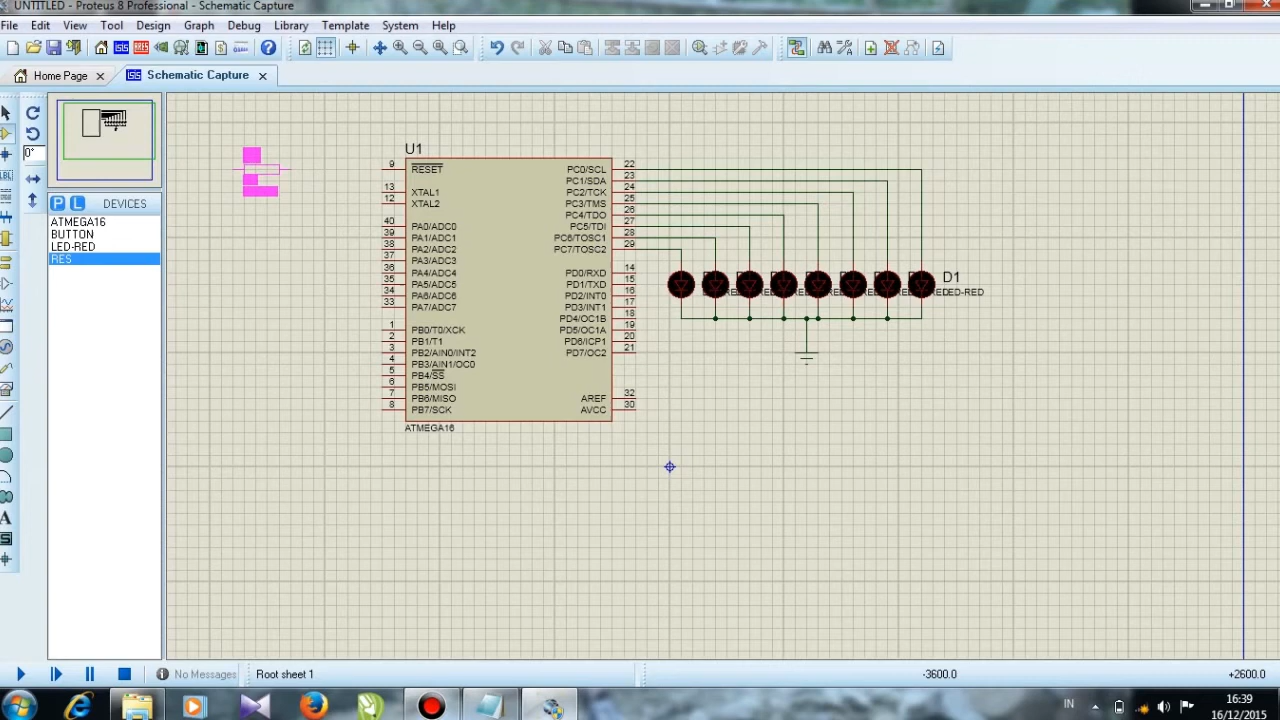 UNTITLED - Proteus 8 Professional - Schematic Capture
File Edit View Tool Design Graph Debug Library Template System Help
Home Page
Schematic Capture
0°
P L DEVICES
ATMEGA16
BUTTON
LED-RED
RES
U1
9 RESET
13 XTAL1
12 XTAL2
40 PA0/ADC0
39 PA1/ADC1
38 PA2/ADC2
37 PA3/ADC3
36 PA4/ADC4
35 PA5/ADC5
34 PA6/ADC6
33 PA7/ADC7
1 PB0/T0/XCK
2 PB1/T1
3 PB2/AIN0/INT2
4 PB3/AIN1/OC0
5 PB4/SS
6 PB5/MOSI
7 PB6/MISO
8 PB7/SCK
PC0/SCL 22
PC1/SDA 23
PC2/TCK 24
PC3/TMS 25
PC4/TDO 26
PC5/TDI 27
PC6/TOSC1 28
PC7/TOSC2 29
PD0/RXD 14
PD1/TXD 15
PD2/INT0 16
PD3/INT1 17
PD4/OC1B 18
PD5/OC1A 19
PD6/ICP1 20
PD7/OC2 21
AREF 32
AVCC 30
ATMEGA16
D1
LED-RED
No Messages
Root sheet 1
-3600.0
+2600.0
IN
16:39
16/12/2015